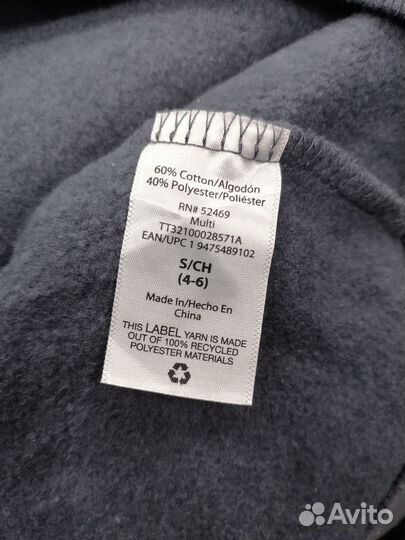 60% Cotton/Algodón
40% Polyester/Poliéster
RN# 52469
Multi
TT32100028571A
EAN/UPC 1 9475489102
S/CH
(4-6)
Made In/Hecho En
China
THIS LABEL YARN IS MADE
OUT OF 100% RECYCLED
POLYESTER MATERIALS
Avito